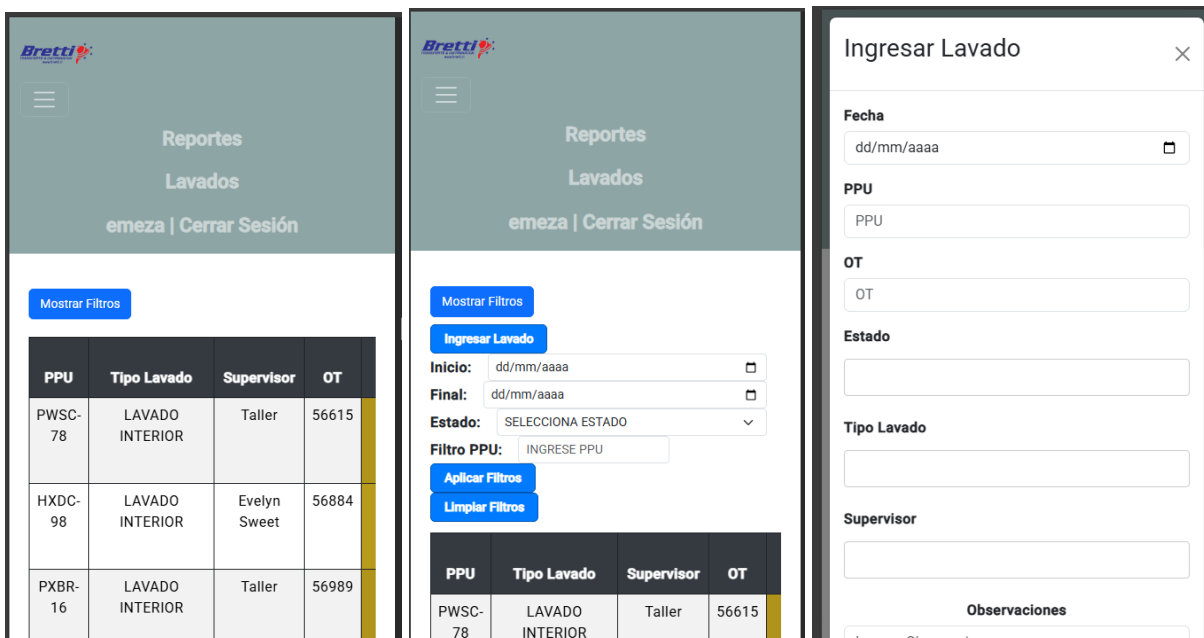 Bretti
Reportes
Lavados
emeza | Cerrar Sesión
Mostrar Filtros
PPU Tipo Lavado Supervisor OT
PWSC-78 LAVADO INTERIOR Taller 56615
HXDC-98 LAVADO INTERIOR Evelyn Sweet 56884
PXBR-16 LAVADO INTERIOR Taller 56989
Bretti
Reportes
Lavados
emeza | Cerrar Sesión
Mostrar Filtros
Ingresar Lavado
Inicio: dd/mm/aaaa
Final: dd/mm/aaaa
Estado: SELECCIONA ESTADO
Filtro PPU: INGRESE PPU
Aplicar Filtros
Limpiar Filtros
PPU Tipo Lavado Supervisor OT
PWSC-78 LAVADO INTERIOR Taller 56615
Ingresar Lavado
Fecha
dd/mm/aaaa
PPU
PPU
OT
OT
Estado
Tipo Lavado
Supervisor
Observaciones